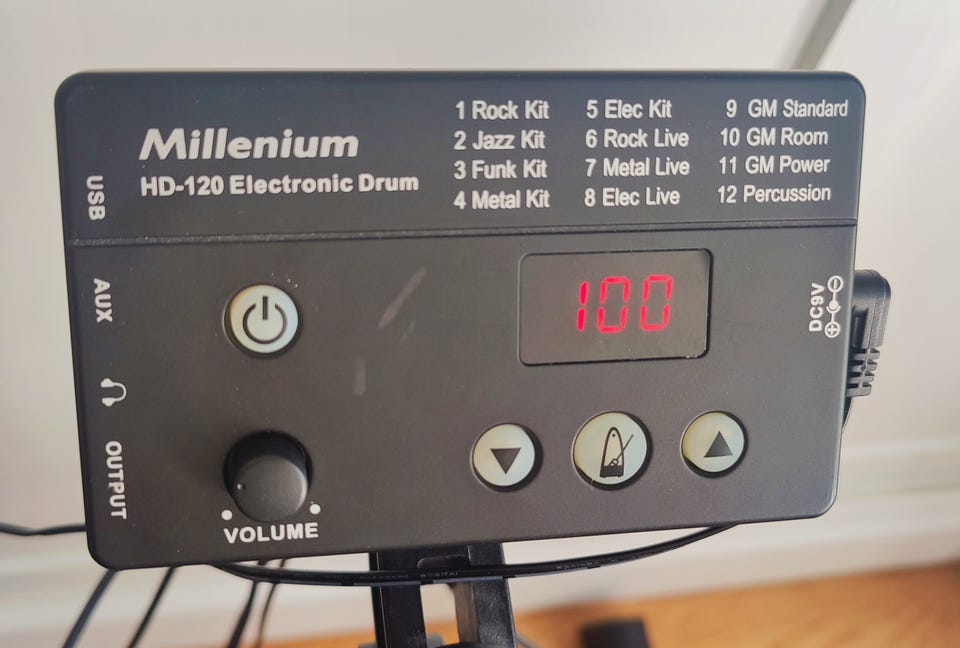 Millenium
HD-120 Electronic Drum
1 Rock Kit
2 Jazz Kit
3 Funk Kit
4 Metal Kit
5 Elec Kit
6 Rock Live
7 Metal Live
8 Elec Live
9 GM Standard
10 GM Room
11 GM Power
12 Percussion
USB
AUX
OUTPUT
100
DC9V
VOLUME